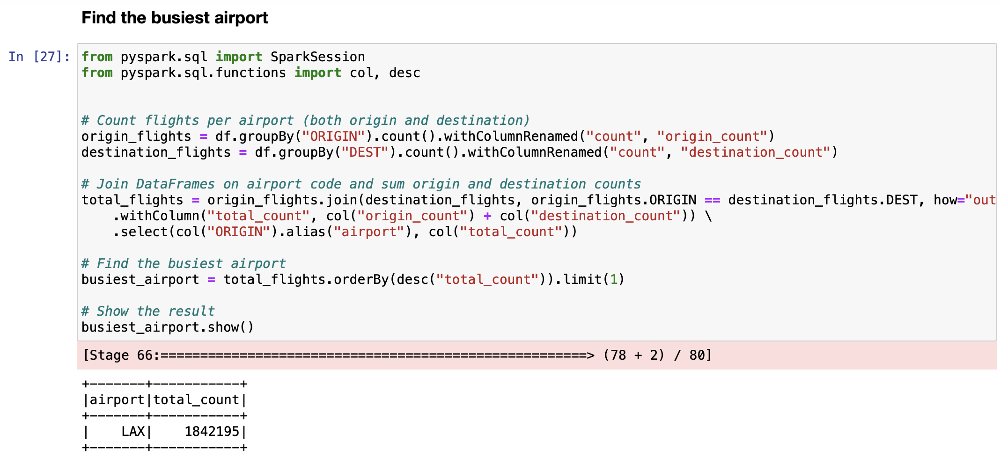 Find the busiest airport
In [27]:
from pyspark.sql import SparkSession
from pyspark.sql.functions import col, desc
# Count flights per airport (both origin and destination)
origin_flights = df.groupBy("ORIGIN").count().withColumnRenamed("count", "origin_count")
destination_flights = df.groupBy("DEST").count().withColumnRenamed("count", "destination_count")
# Join DataFrames on airport code and sum origin and destination counts
total_flights = origin_flights.join(destination_flights, origin_flights.ORIGIN == destination_flights.DEST, how="out
    .withColumn("total_count", col("origin_count") + col("destination_count")) \
    .select(col("ORIGIN").alias("airport"), col("total_count"))
# Find the busiest airport
busiest_airport = total_flights.orderBy(desc("total_count")).limit(1)
# Show the result
busiest_airport.show()
[Stage 66:======================================================> (78 + 2) / 80]
+-------+-----------+
|airport|total_count|
+-------+-----------+
|    LAX|    1842195|
+-------+-----------+